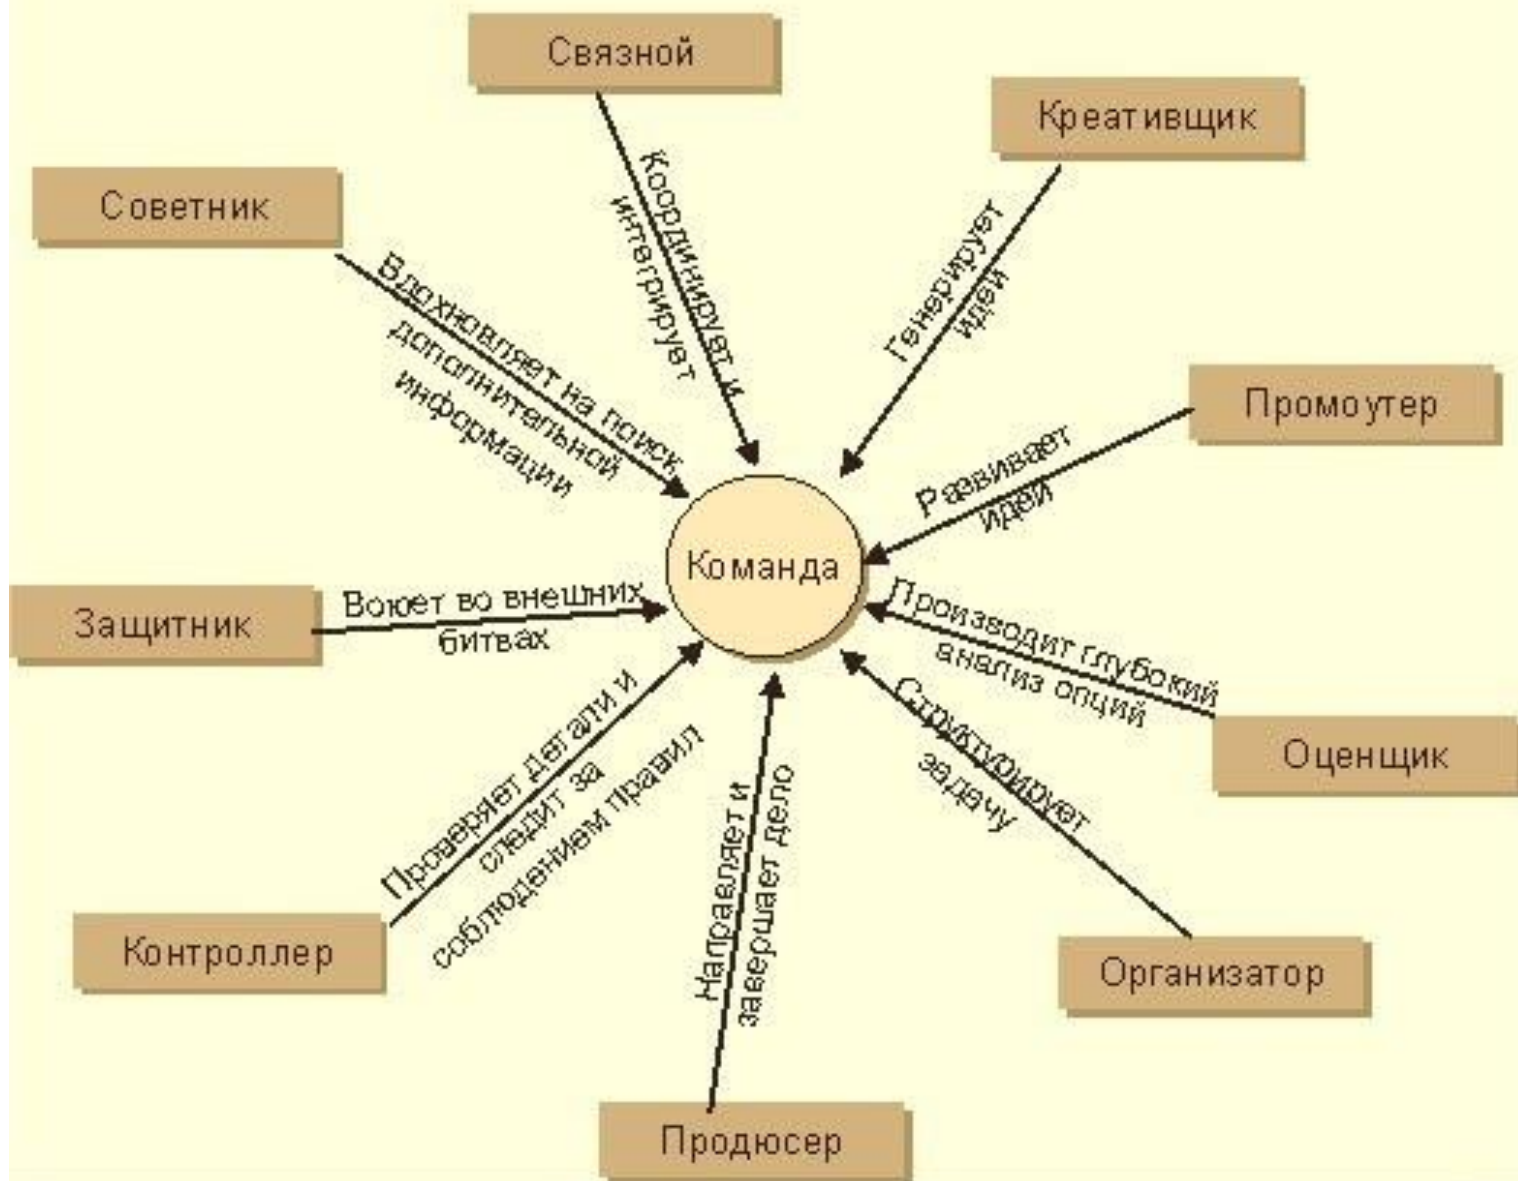 Связной
Координирует и
интегрирует
Креативщик
Генерирует
идеи
Промоутер
Развивает
идеи
Оценщик
Производит глубокий
анализ опций
Организатор
Структурирует
задачу
Продюсер
Направляет и
завершает дело
Контроллер
Проверяет детали и
следит за
соблюдением правил
Защитник
Воюет во внешних
битвах
Советник
Вдохновляет на поиск
дополнительной
информации
Команда